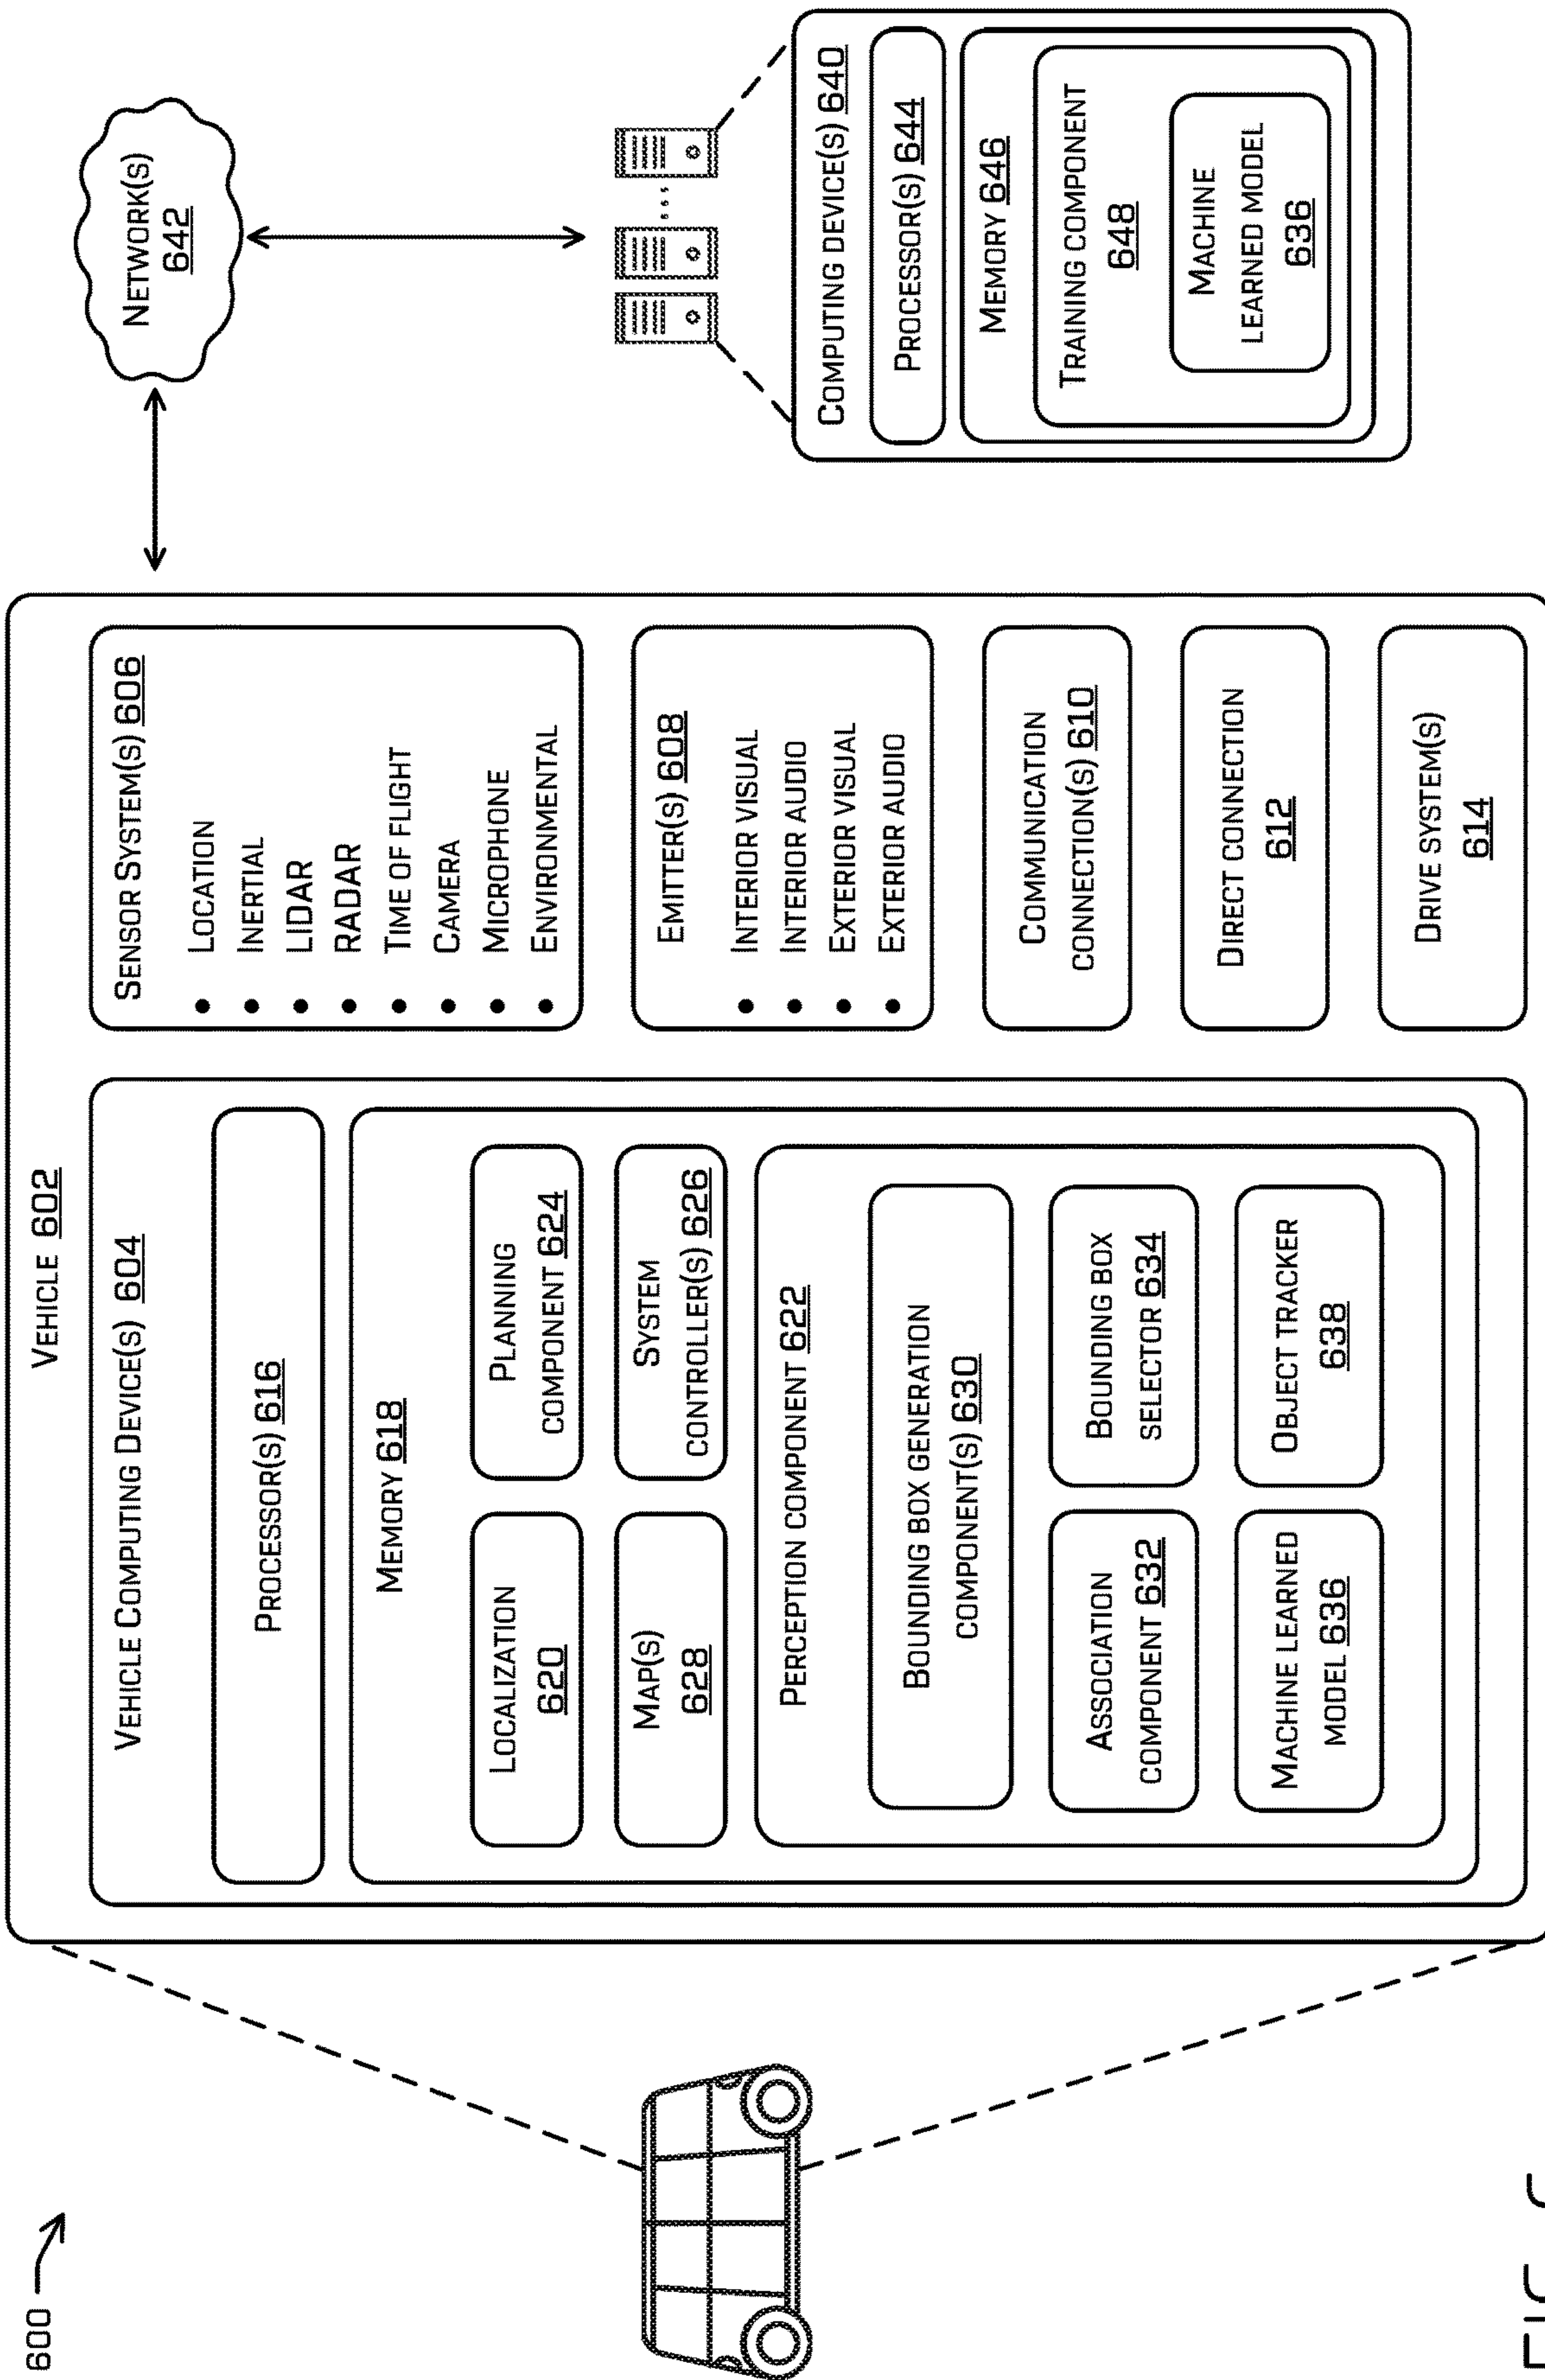 600
VEHICLE 602
VEHICLE COMPUTING DEVICE(S) 604
PROCESSOR(S) 616
MEMORY 618
LOCALIZATION
620
PLANNING
COMPONENT 624
MAP(S)
628
SYSTEM
CONTROLLER(S) 626
PERCEPTION COMPONENT 622
BOUNDING BOX GENERATION
COMPONENT(S) 630
ASSOCIATION
COMPONENT 632
BOUNDING BOX
SELECTOR 634
MACHINE LEARNED
MODEL 636
OBJECT TRACKER
638
SENSOR SYSTEM(S) 606
• LOCATION
• INERTIAL
• LIDAR
• RADAR
• TIME OF FLIGHT
• CAMERA
• MICROPHONE
• ENVIRONMENTAL
EMITTER(S) 608
• INTERIOR VISUAL
• INTERIOR AUDIO
• EXTERIOR VISUAL
• EXTERIOR AUDIO
COMMUNICATION
CONNECTION(S) 610
DIRECT CONNECTION
612
DRIVE SYSTEM(S)
614
NETWORK(S)
642
COMPUTING DEVICE(S) 640
PROCESSOR(S) 644
MEMORY 646
TRAINING COMPONENT
648
MACHINE
LEARNED MODEL
636